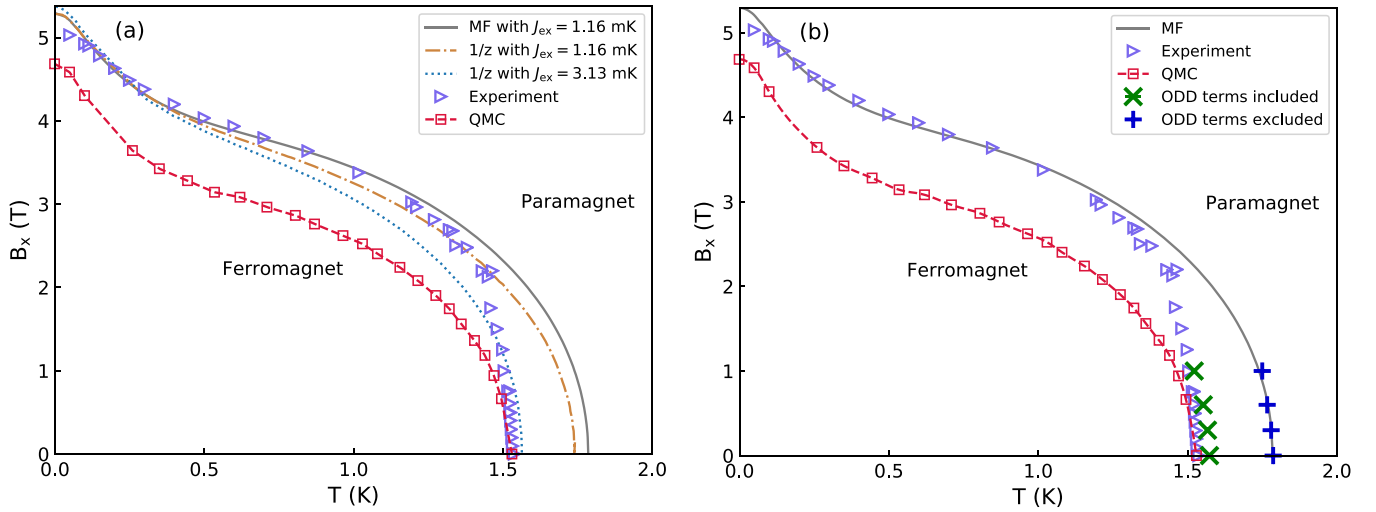 (a)
MF with J_ex = 1.16 mK
1/z with J_ex = 1.16 mK
1/z with J_ex = 3.13 mK
Experiment
QMC
Paramagnet
Ferromagnet
B_x (T)
5
4
3
2
1
0
0.0 0.5 1.0 1.5 2.0
T (K)
(b)
MF
Experiment
QMC
ODD terms included
ODD terms excluded
Paramagnet
Ferromagnet
B_x (T)
5
4
3
2
1
0
0.0 0.5 1.0 1.5 2.0
T (K)